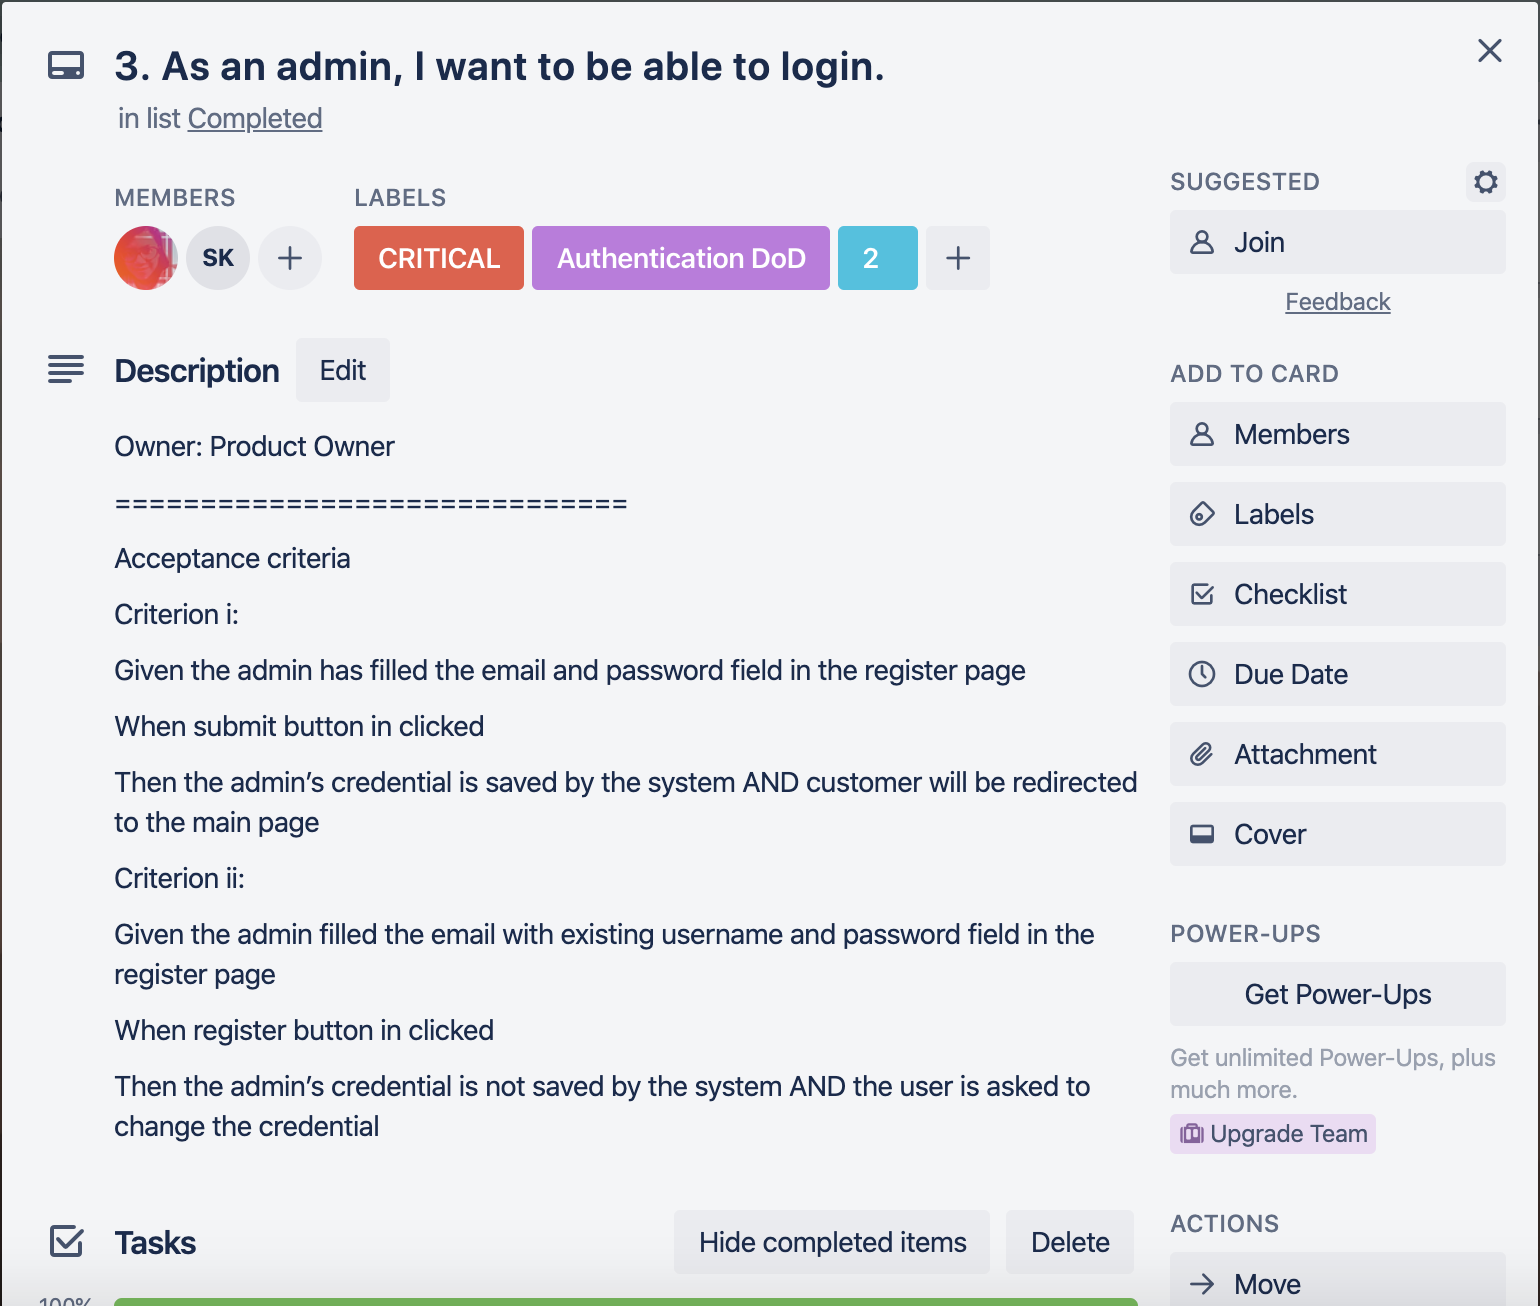 3. As an admin, I want to be able to login.
in list Completed
MEMBERS
SK
LABELS
CRITICAL
Authentication DoD
2
Description
Edit
Owner: Product Owner
==============================
Acceptance criteria
Criterion i:
Given the admin has filled the email and password field in the register page
When submit button in clicked
Then the admin’s credential is saved by the system AND customer will be redirected
to the main page
Criterion ii:
Given the admin filled the email with existing username and password field in the
register page
When register button in clicked
Then the admin’s credential is not saved by the system AND the user is asked to
change the credential
Tasks
Hide completed items
Delete
100%
SUGGESTED
Join
Feedback
ADD TO CARD
Members
Labels
Checklist
Due Date
Attachment
Cover
POWER-UPS
Get Power-Ups
Get unlimited Power-Ups, plus
much more.
Upgrade Team
ACTIONS
Move